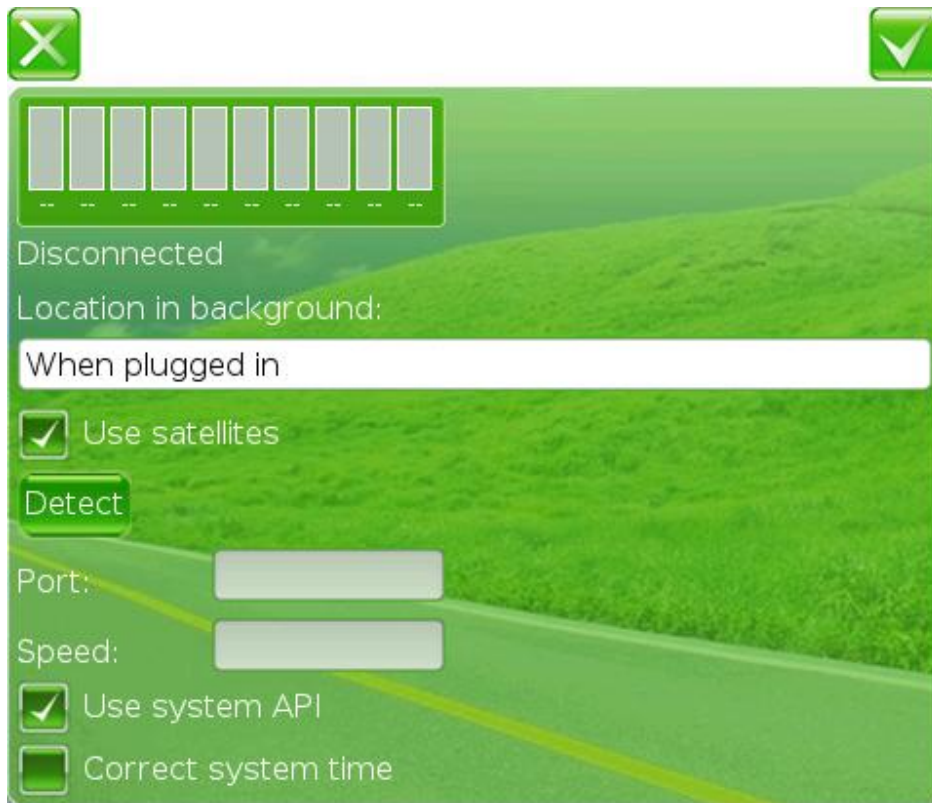 -- -- -- -- -- -- -- -- -- --
Disconnected
Location in background:
When plugged in
Use satellites
Detect
Port:
Speed:
Use system API
Correct system time